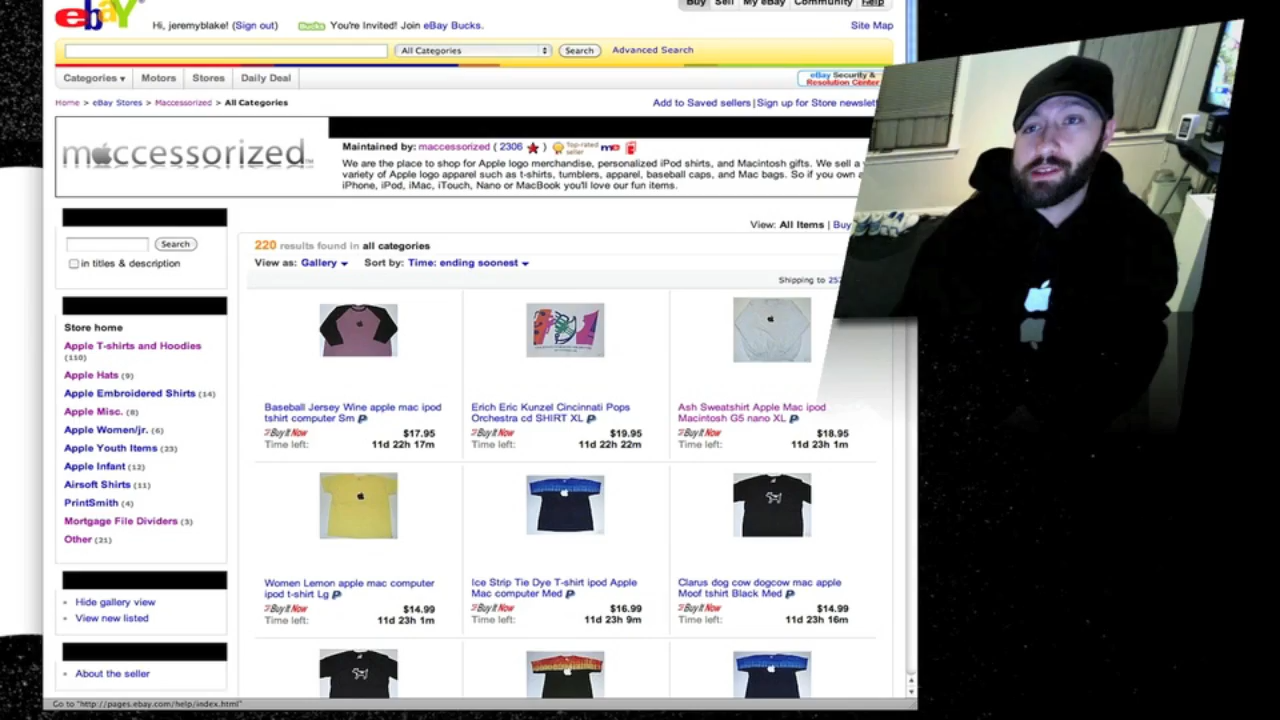 Buy Sell My eBay Community Help
ebay
Hi, jeremyblake! (Sign out) Bucks You're Invited! Join eBay Bucks.
Site Map
All Categories Search Advanced Search
Categories Motors Stores Daily Deal
eBay Security &
Resolution Center
Home > eBay Stores > Maccessorized > All Categories
Add to Saved sellers | Sign up for Store newslet
maccessorized™
Maintained by: maccessorized ( 2306 ) Top-rated seller me
We are the place to shop for Apple logo merchandise, personalized iPod shirts, and Macintosh gifts. We sell a
variety of Apple logo apparel such as t-shirts, tumblers, apparel, baseball caps, and Mac bags. So if you own a
iPhone, iPod, iMac, iTouch, Nano or MacBook you'll love our fun items.
View: All Items | Buy
Search
in titles & description
220 results found in all categories
View as: Gallery Sort by: Time: ending soonest
Shipping to
Store home
Apple T-shirts and Hoodies
(110)
Apple Hats (9)
Apple Embroidered Shirts (14)
Apple Misc. (8)
Apple Women/jr. (6)
Apple Youth Items (23)
Apple Infant (12)
Airsoft Shirts (11)
PrintSmith (4)
Mortgage File Dividers (3)
Other (21)
Hide gallery view
View new listed
About the seller
Baseball Jersey Wine apple mac ipod
tshirt computer Sm
Buy It Now $17.95
Time left: 11d 22h 17m
Erich Eric Kunzel Cincinnati Pops
Orchestra cd SHIRT XL
Buy It Now $19.95
Time left: 11d 22h 22m
Ash Sweatshirt Apple Mac ipod
Macintosh G5 nano XL
Buy It Now $18.95
Time left: 11d 23h 1m
Women Lemon apple mac computer
ipod t-shirt Lg
Buy It Now $14.99
Time left: 11d 23h 1m
Ice Strip Tie Dye T-shirt ipod Apple
Mac computer Med
Buy It Now $16.99
Time left: 11d 23h 9m
Clarus dog cow dogcow mac apple
Moof tshirt Black Med
Buy It Now $14.99
Time left: 11d 23h 16m
Go to "http://pages.ebay.com/help/index.html"